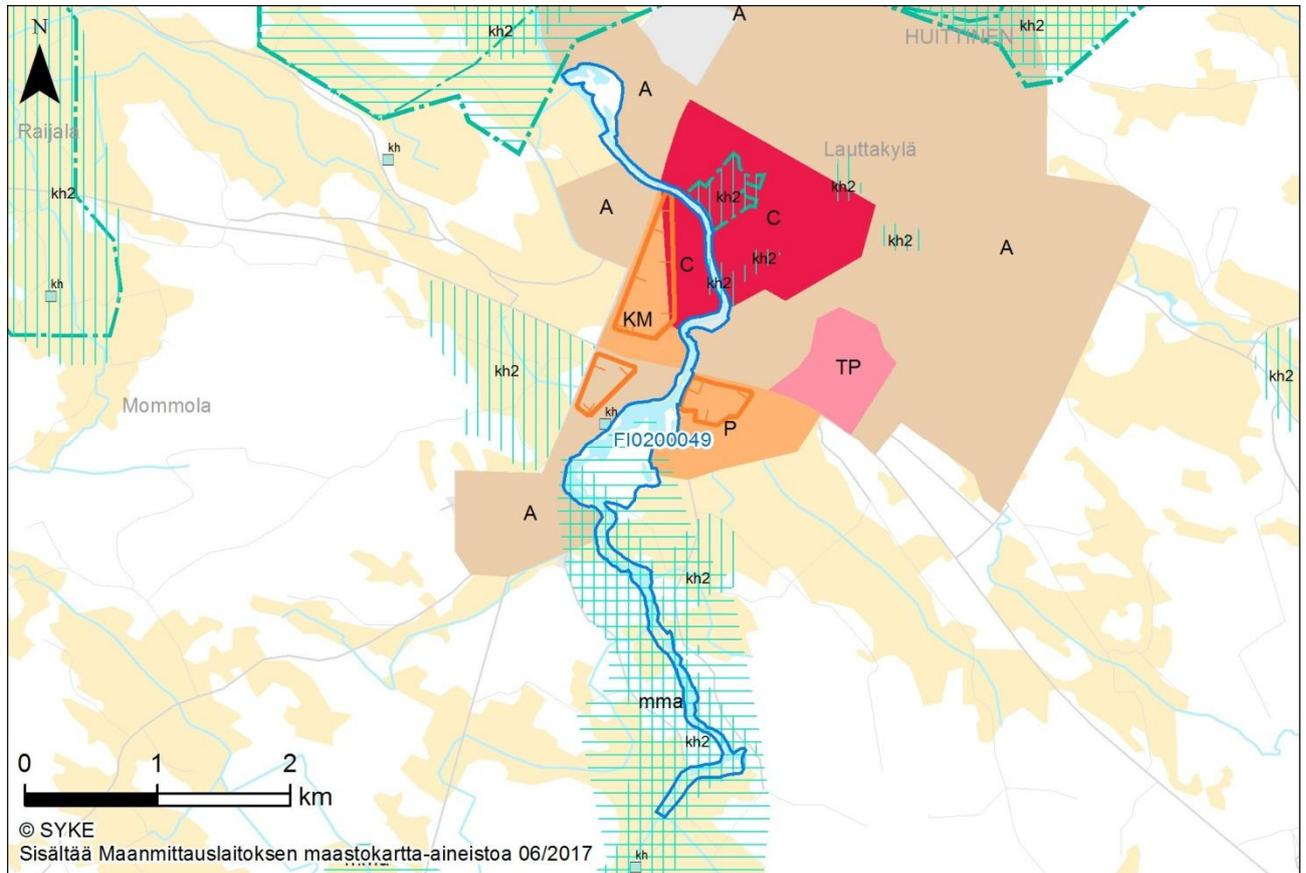 A
kh2
N
kh2
HUITTINEN
A
Raijala
Lauttakylä
kh
kh2
kh2
kh2
A
C
kh2
A
kh2
C
kh2
kh
kh2
KM
TP
kh2
kh2
Mommola
kh
P
FI0200049
A
kh2
mma
kh2
0 1 2
km
© SYKE
Sisältää Maanmittauslaitoksen maastokartta-aineistoa 06/2017
kh